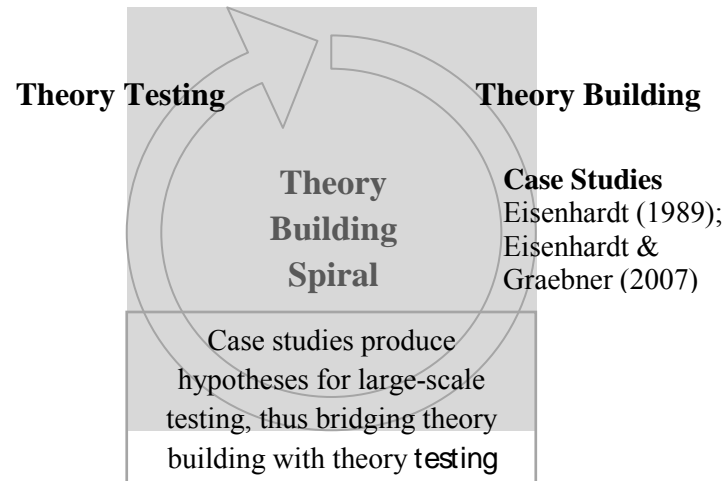 Theory Testing
Theory Building
Theory
Building
Spiral
Case Studies
Eisenhardt (1989);
Eisenhardt &
Graebner (2007)
Case studies produce
hypotheses for large-scale
testing, thus bridging theory
building with theory testing